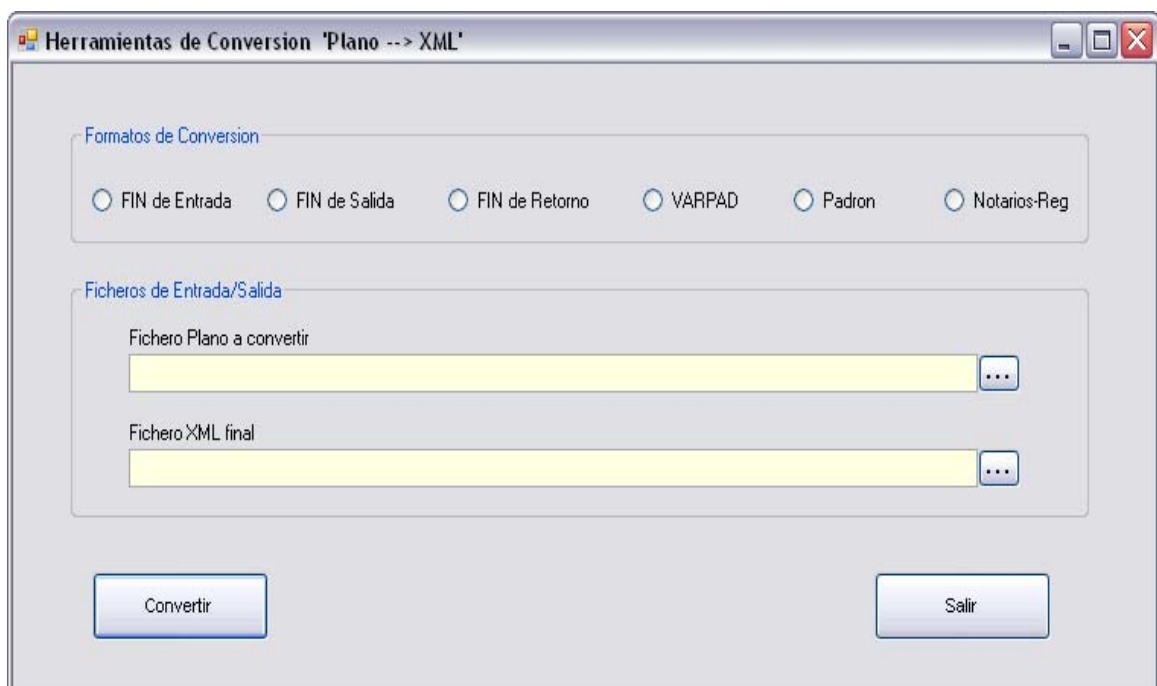 Herramientas de Conversion 'Plano --> XML'
Formatos de Conversion
FIN de Entrada FIN de Salida FIN de Retorno VARPAD Padron Notarios-Reg
Ficheros de Entrada/Salida
Fichero Plano a convertir
...
Fichero XML final
...
Convertir Salir